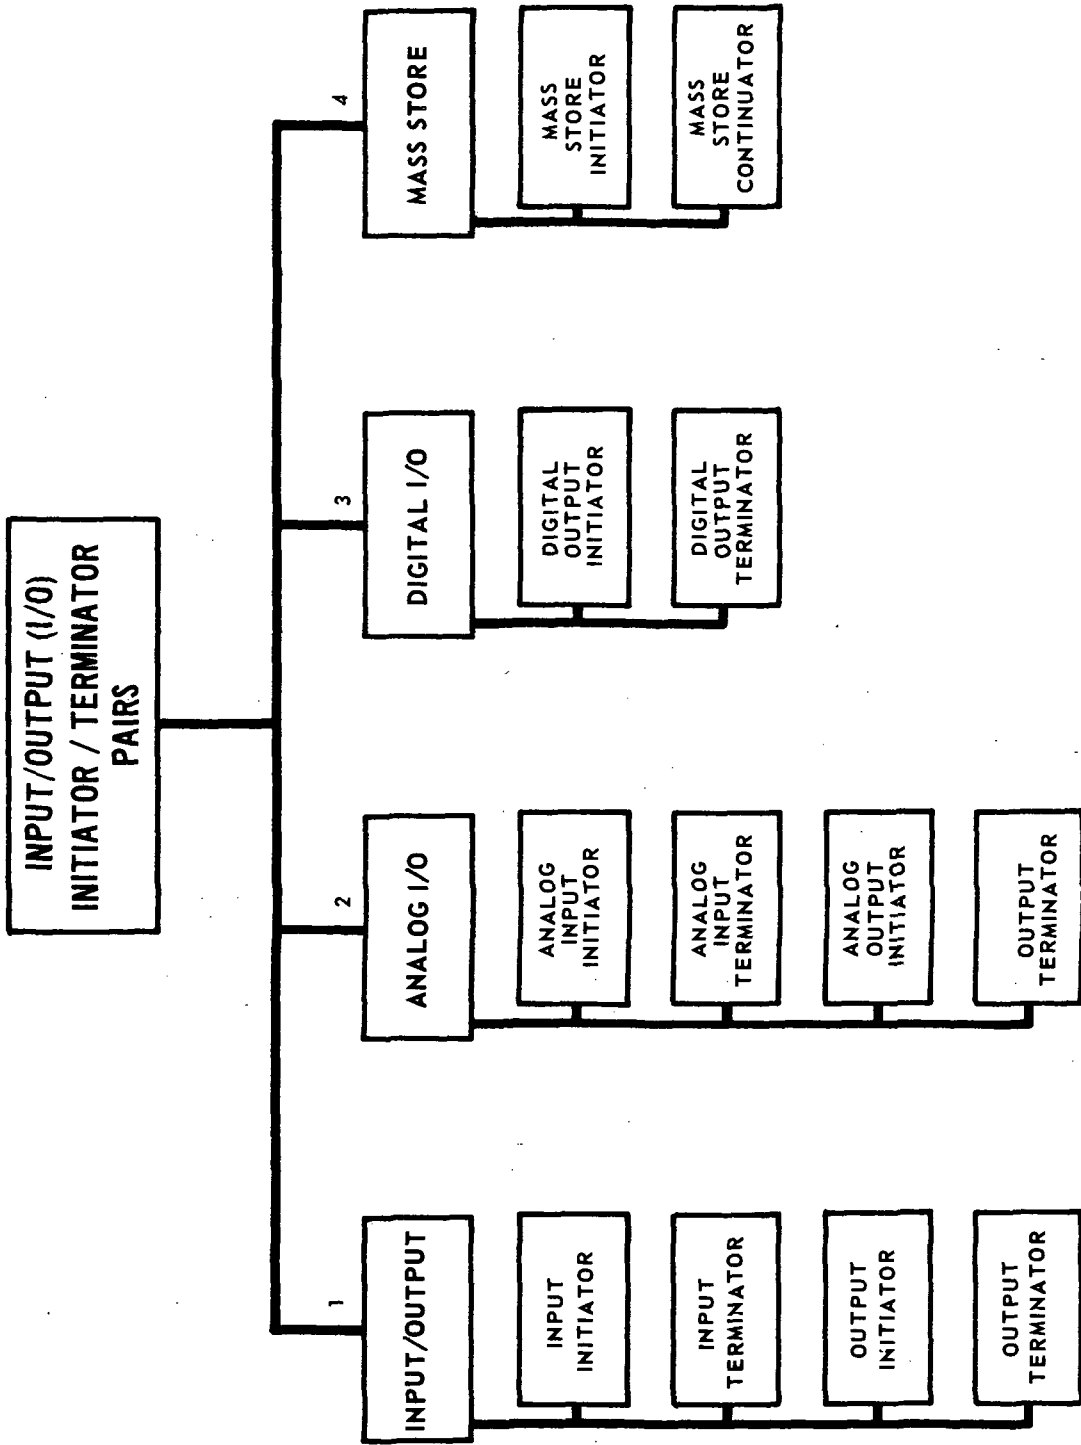 INPUT/OUTPUT (I/O)
INITIATOR / TERMINATOR
PAIRS
1
INPUT/OUTPUT
INPUT
INITIATOR
INPUT
TERMINATOR
OUTPUT
INITIATOR
OUTPUT
TERMINATOR
2
ANALOG I/O
ANALOG
INPUT
INITIATOR
ANALOG
INPUT
TERMINATOR
ANALOG
OUTPUT
INITIATOR
OUTPUT
TERMINATOR
3
DIGITAL I/O
DIGITAL
OUTPUT
INITIATOR
DIGITAL
OUTPUT
TERMINATOR
4
MASS STORE
MASS
STORE
INITIATOR
MASS
STORE
CONTINUATOR